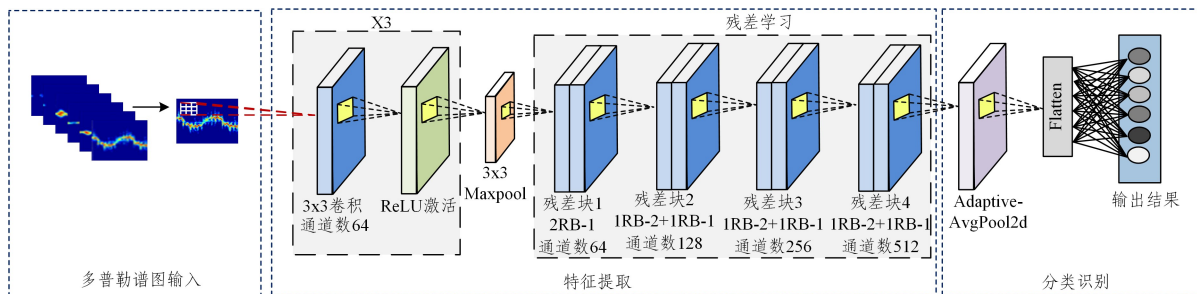 X3
残差学习
3x3卷积
通道数64
ReLU激活
3x3
Maxpool
残差块1
2RB-1
通道数64
残差块2
1RB-2+1RB-1
通道数128
残差块3
1RB-2+1RB-1
通道数256
残差块4
1RB-2+1RB-1
通道数512
Adaptive-
AvgPool2d
Flatten
输出结果
多普勒谱图输入
特征提取
分类识别